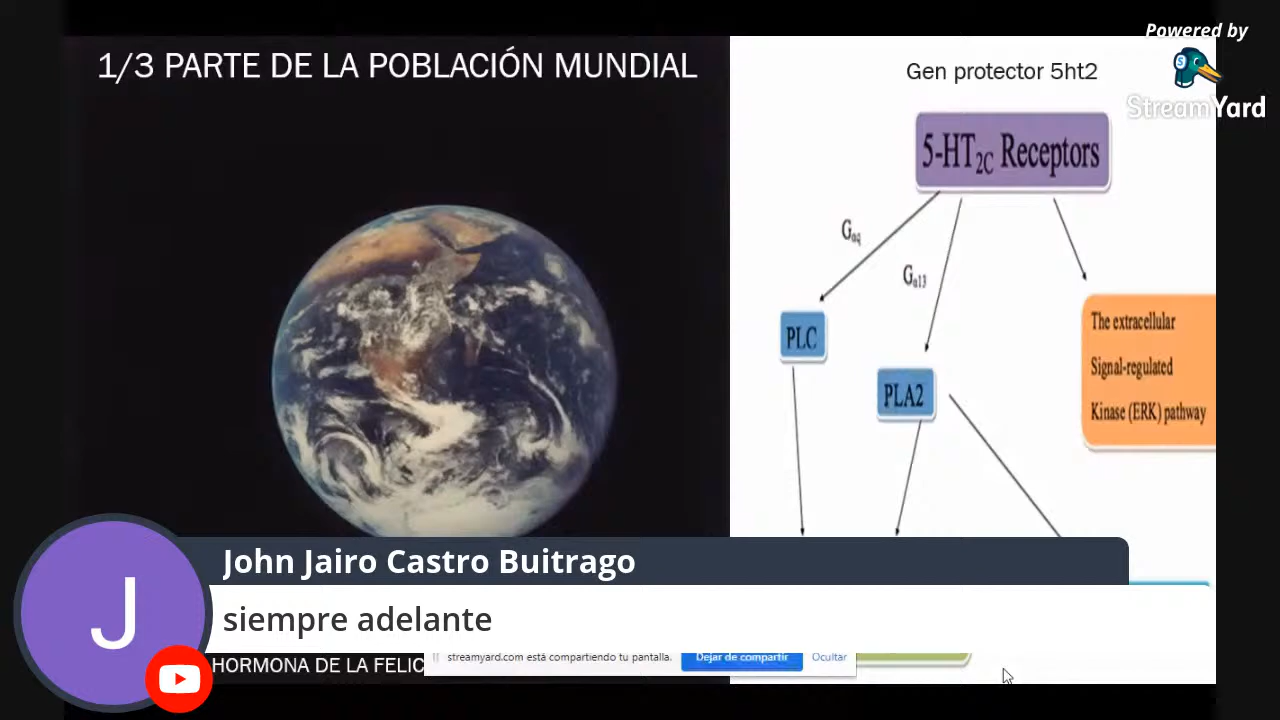 Powered by
StreamYard
1/3 PARTE DE LA POBLACIÓN MUNDIAL
Gen protector 5ht2
5-HT2C Receptors
Gαq
Gα13
PLC
PLA2
The extracellular
Signal-regulated
Kinase (ERK) pathway
John Jairo Castro Buitrago
J
siempre adelante
HORMONA DE LA FELIC
streamyard.com está compartiendo tu pantalla.
Dejar de compartir
Ocultar